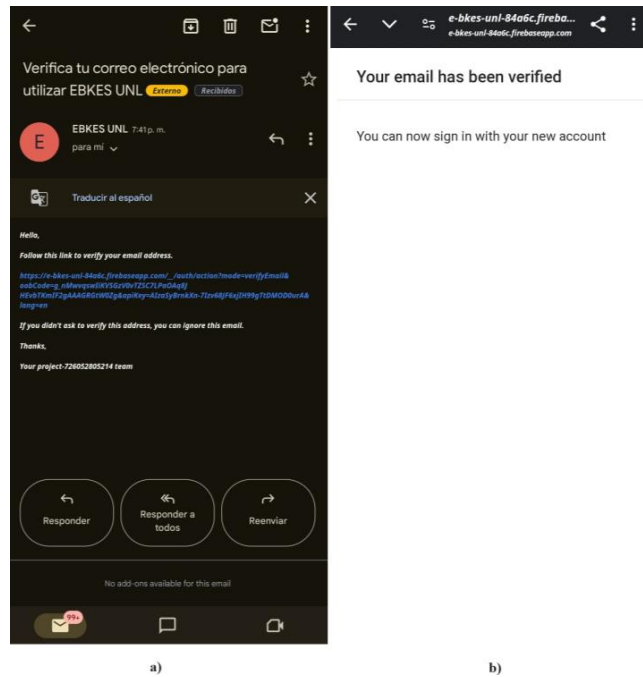 Verifica tu correo electrónico para
utilizar EBKES UNL Externo Recibidos
E
EBKES UNL 7:41 p. m.
para mí
Traducir al español
Hello,
Follow this link to verify your email address.
If you didn't ask to verify this address, you can ignore this email.
Thanks,
Your project-726052805214 team
Responder
Responder a
todos
Reenviar
No add-ons available for this email
99+
a)
e-bkes-unl-84a6c.fireba...
e-bkes-unl-84a6c.firebaseapp.com
Your email has been verified
You can now sign in with your new account
b)